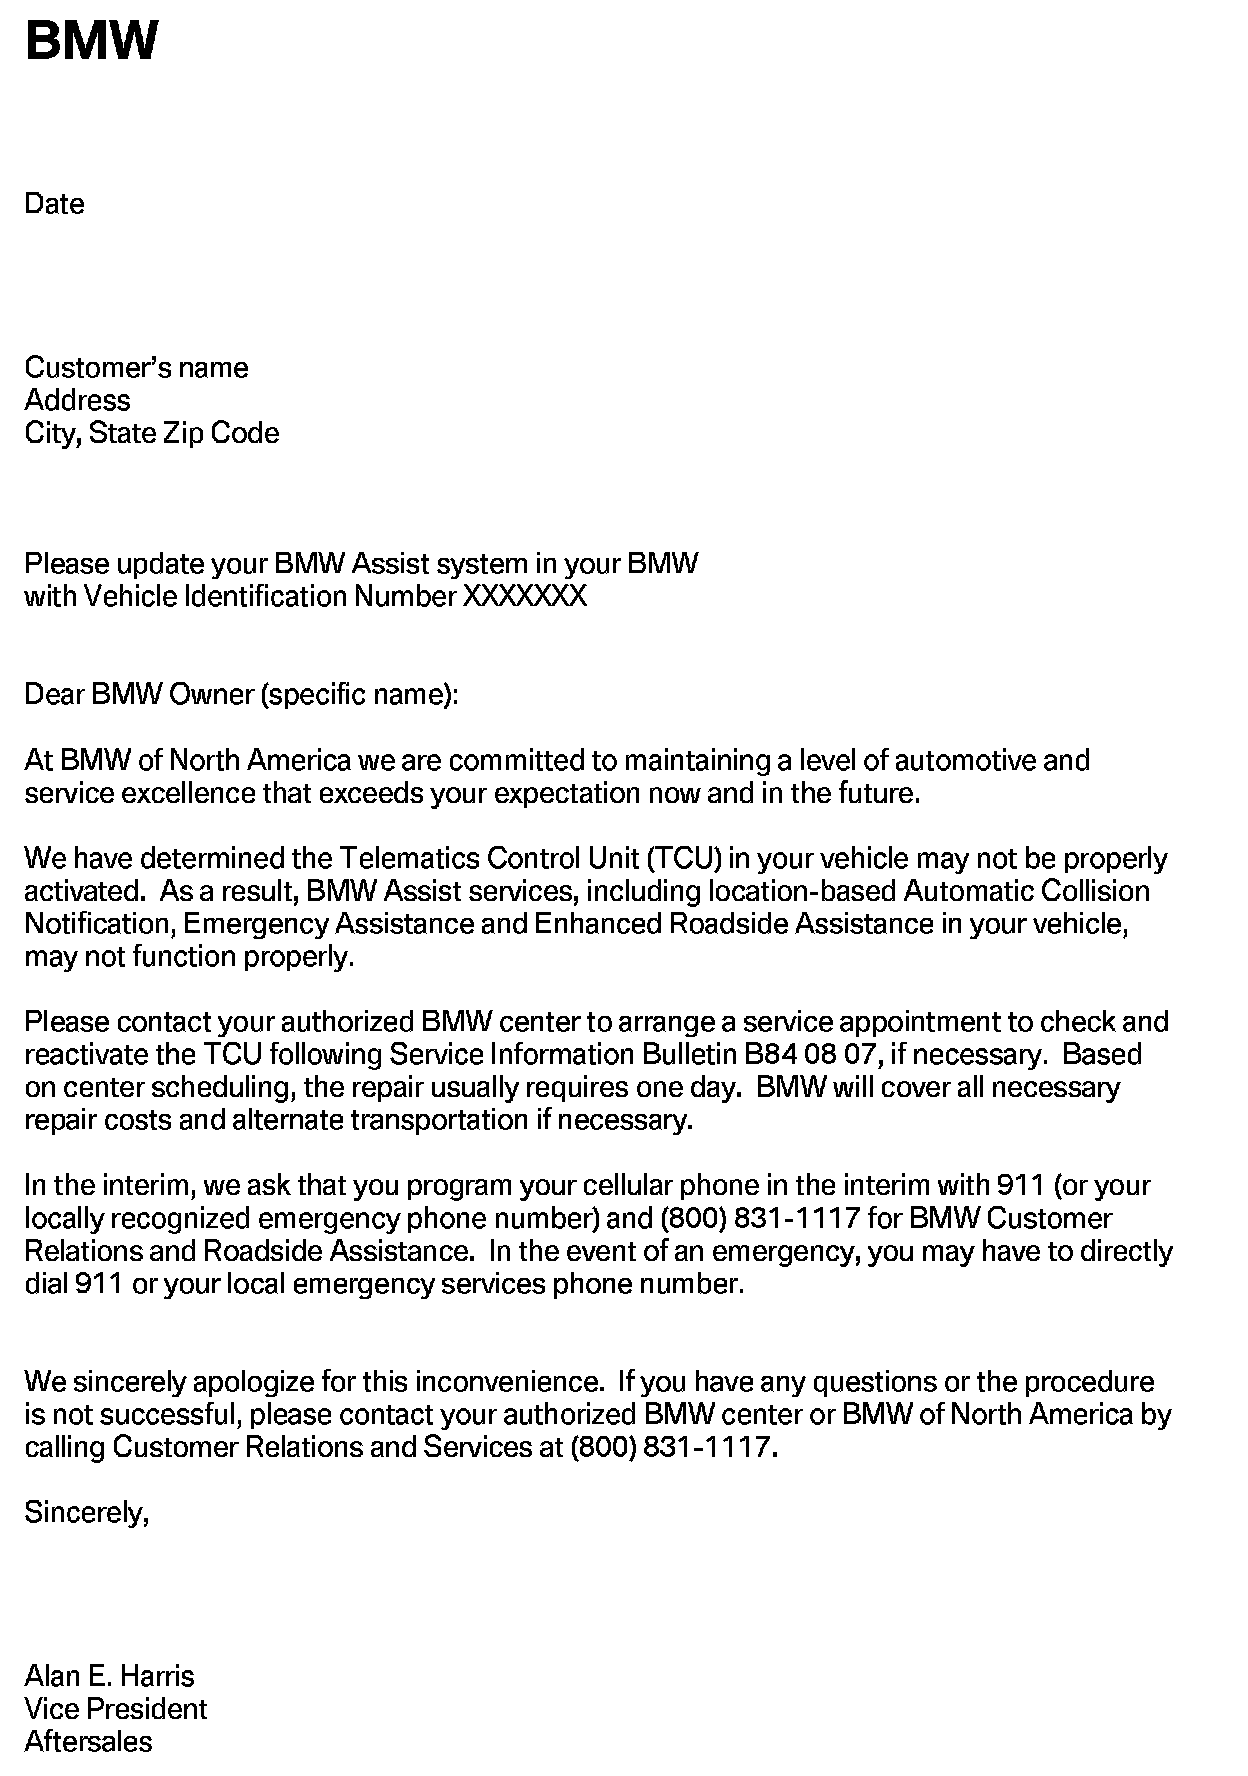 BMW
Date
Customer’s name
Address
City, State Zip Code
Please update your BMW Assist system in your BMW
with Vehicle Identification Number XXXXXXX
Dear BMW Owner (specific name):
At BMW of North America we are committed to maintaining a level of automotive and
service excellence that exceeds your expectation now and in the future.
We have determined the Telematics Control Unit (TCU) in your vehicle may not be properly
activated.  As a result, BMW Assist services, including location-based Automatic Collision
Notification, Emergency Assistance and Enhanced Roadside Assistance in your vehicle,
may not function properly.
Please contact your authorized BMW center to arrange a service appointment to check and
reactivate the TCU following Service Information Bulletin B84 08 07, if necessary.  Based
on center scheduling, the repair usually requires one day.  BMW will cover all necessary
repair costs and alternate transportation if necessary.
In the interim, we ask that you program your cellular phone in the interim with 911 (or your
locally recognized emergency phone number) and (800) 831-1117 for BMW Customer
Relations and Roadside Assistance.  In the event of an emergency, you may have to directly
dial 911 or your local emergency services phone number.
We sincerely apologize for this inconvenience.  If you have any questions or the procedure
is not successful, please contact your authorized BMW center or BMW of North America by
calling Customer Relations and Services at (800) 831-1117.
Sincerely,
Alan E. Harris
Vice President
Aftersales